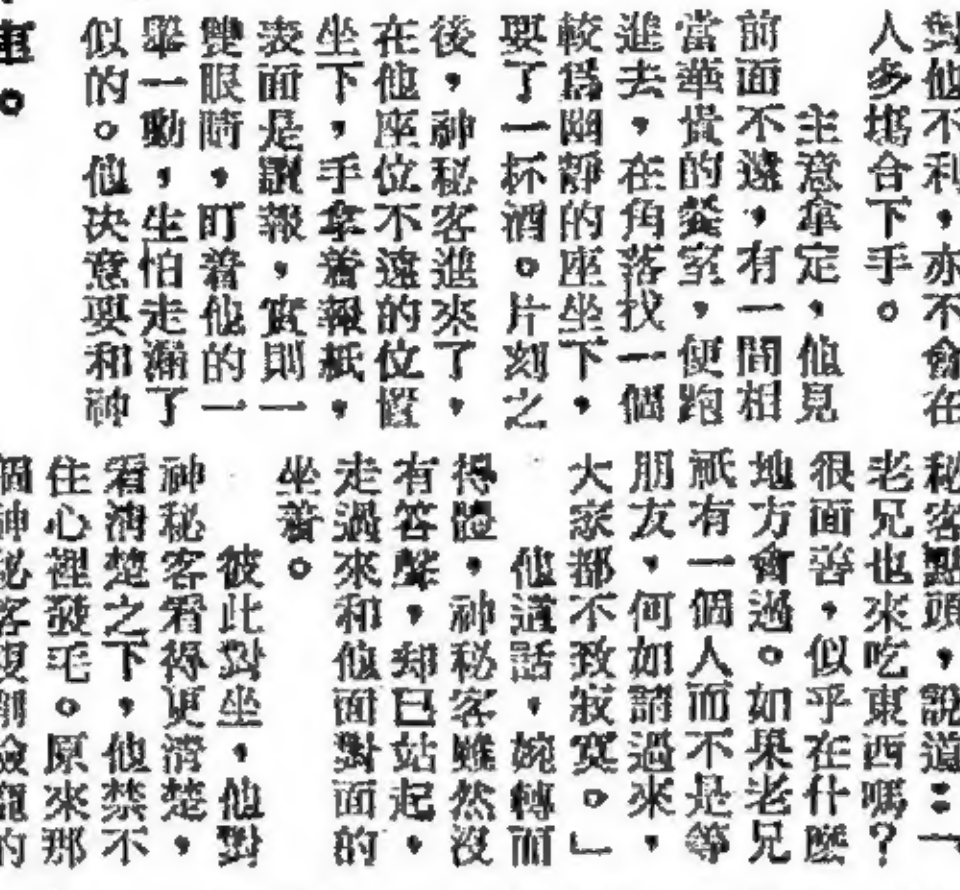 對他不利，亦不會在
人多塲合下手。
主意拿定，他見
前面不遠，有一間相
當華貴的餐室，便跑
進去，在角落找一個
較爲幽靜的座坐下，
要了一杯酒。片刻之
後，神秘客進來了，
在他座位不遠的位置
坐下，手拿着報紙，
表面是讀報，實則一
雙眼睛，盯着他的一
舉一動，生怕走漏了
似的。他決意要和神
秘客點頭，說道：「
老兄也來吃東西嗎？
很面善，似乎在什麼
地方會過。如果老兄
祇有一個人而不是等
朋友，何如請過來，
大家都不致寂寞。」
他這話，婉轉而
得體，神秘客雖然沒
有答聲，却已站起，
走過來和他面對面的
坐着。
彼此對坐，他對
神秘客看得更清楚，
看清楚之下，他禁不
住心裡發毛。原來那
個神秘客
的